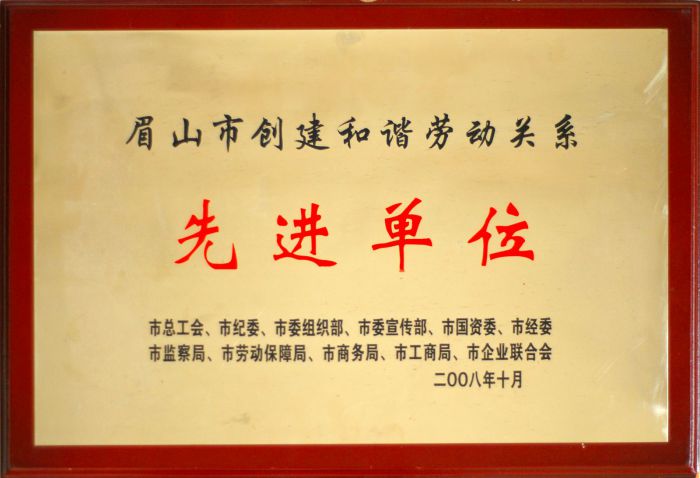 眉山市创建和谐劳动关系
先进单位
市总工会、市纪委、市委组织部、市委宣传部、市国资委、市经委
市监察局、市劳动保障局、市商务局、市工商局、市企业联合会
二〇〇八年十月